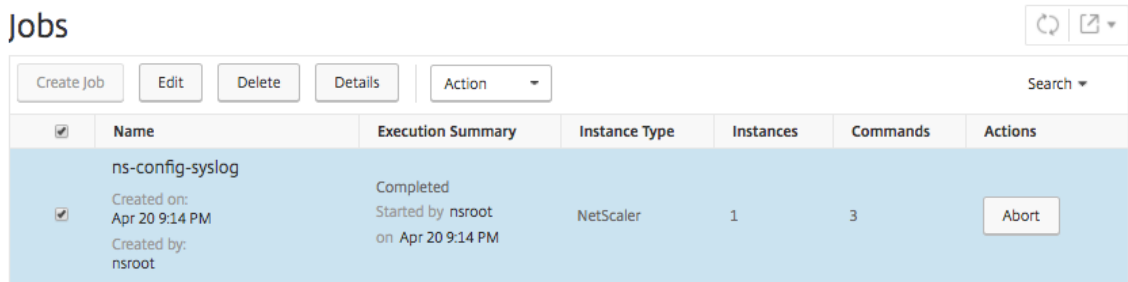 Jobs
Create Job Edit Delete Details Action Search
Name Execution Summary Instance Type Instances Commands Actions
ns-config-syslog
Created on:
Apr 20 9:14 PM
Created by:
nsroot
Completed
Started by nsroot
on Apr 20 9:14 PM
NetScaler
1
3
Abort